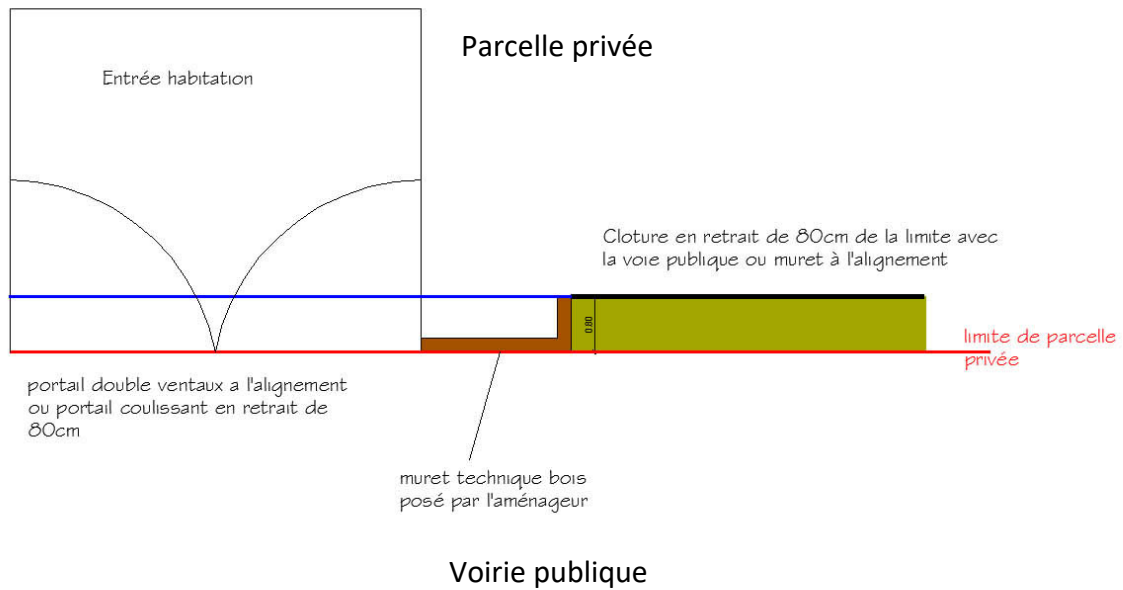 Parcelle privée
Entrée habitation
Cloture en retrait de 80cm de la limite avec
la voie publique ou muret à l'alignement
0.80
limite de parcelle
privée
portail double ventaux a l'alignement
ou portail coulissant en retrait de
80cm
muret technique bois
posé par l'aménageur
Voirie publique